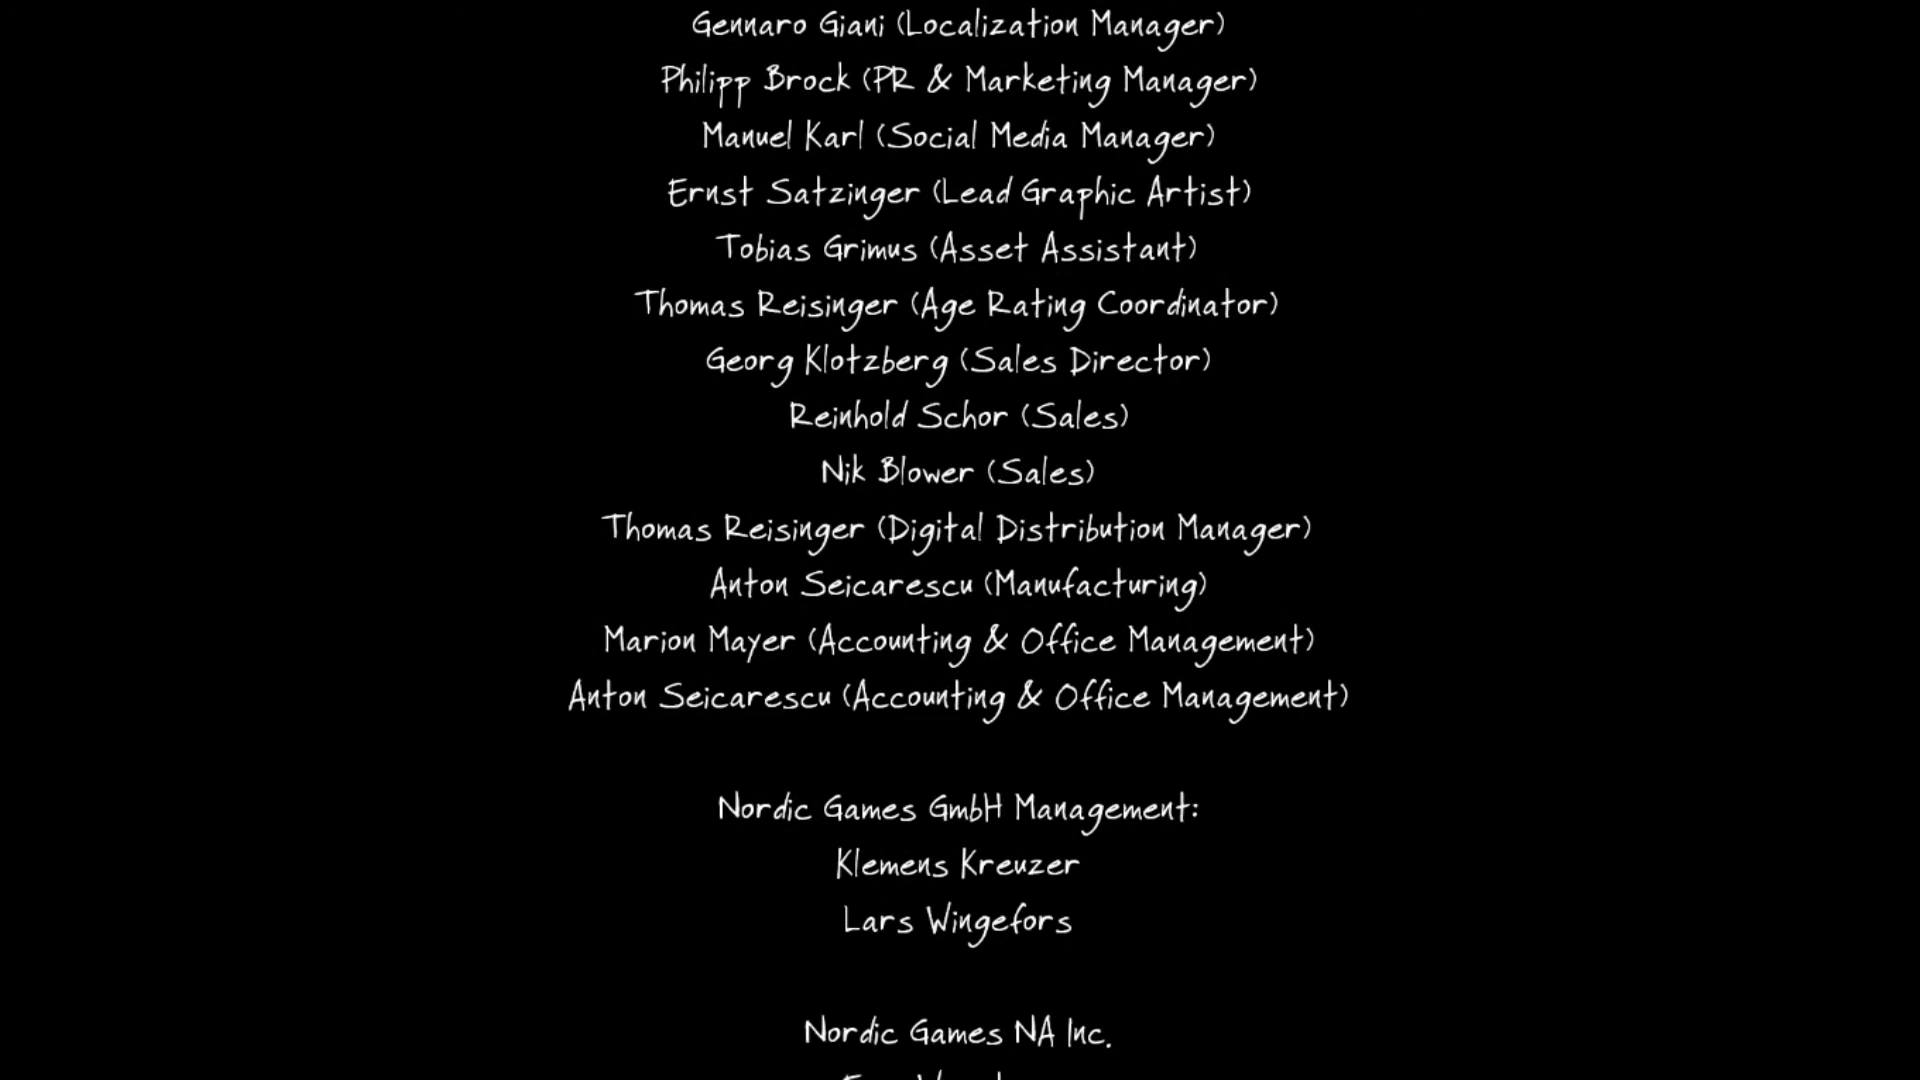 Gennaro Giani (Localization Manager)
Philipp Brock (PR & Marketing Manager)
Manuel Karl (Social Media Manager)
Ernst Satzinger (Lead Graphic Artist)
Tobias Grimus (Asset Assistant)
Thomas Reisinger (Age Rating Coordinator)
Georg Klotzberg (Sales Director)
Reinhold Schor (Sales)
Nik Blower (Sales)
Thomas Reisinger (Digital Distribution Manager)
Anton Seicarescu (Manufacturing)
Marion Mayer (Accounting & Office Management)
Anton Seicarescu (Accounting & Office Management)
Nordic Games GmbH Management:
Klemens Kreuzer
Lars Wingefors
Nordic Games NA Inc.